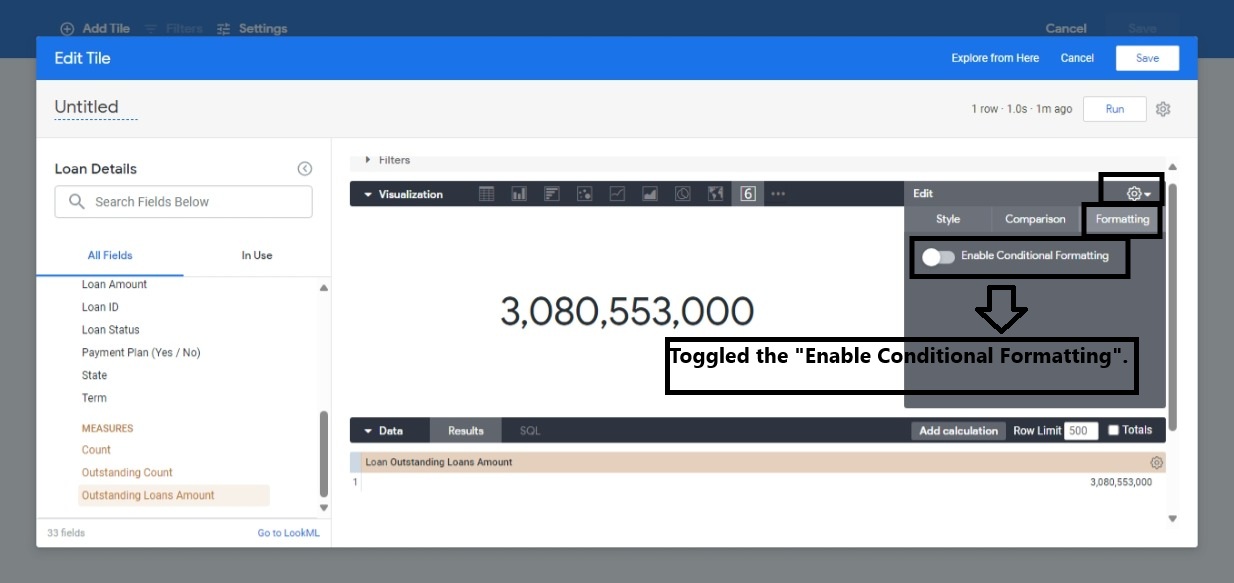 Add Tile Filters Settings Cancel Save
Edit Tile Explore from Here Cancel Save
Untitled 1 row · 1.0s · 1m ago Run
Loan Details
Search Fields Below
All Fields In Use
Loan Amount
Loan ID
Loan Status
Payment Plan (Yes / No)
State
Term
MEASURES
Count
Outstanding Count
Outstanding Loans Amount
33 fields Go to LookML
Filters
Visualization 6 ... Edit
Style Comparison Formatting
Enable Conditional Formatting
3,080,553,000
Toggled the "Enable Conditional Formatting".
Data Results SQL Add calculation Row Limit 500 Totals
Loan Outstanding Loans Amount
1 3,080,553,000